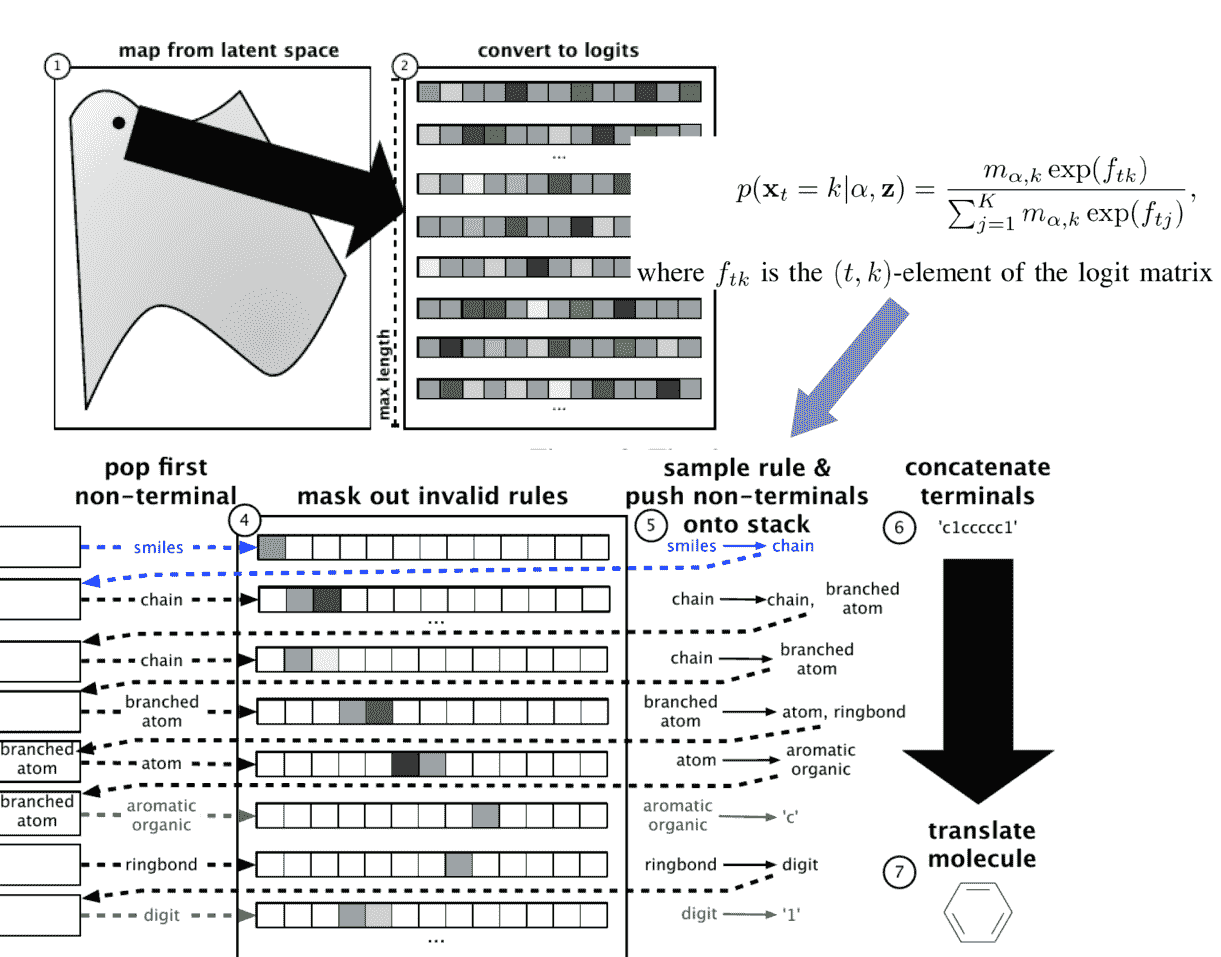 map from latent space
1
convert to logits
2
...
max length
...
p(x_t = k|α, z) = m_{α,k} exp(f_{tk}) / ∑_{j=1}^{K} m_{α,k} exp(f_{tj}),
where f_{tk} is the (t, k)-element of the logit matrix
pop first
non-terminal
4
mask out invalid rules
5
sample rule &
push non-terminals
onto stack
concatenate
terminals
6
'c1ccccc1'
smiles
smiles
chain
chain
...
chain
chain,
branched
atom
chain
chain
branched
atom
branched
atom
branched
atom
atom, ringbond
branched
atom
atom
atom
aromatic
organic
branched
atom
aromatic
organic
aromatic
organic
'c'
ringbond
ringbond
digit
digit
...
digit
'1'
translate
molecule
7